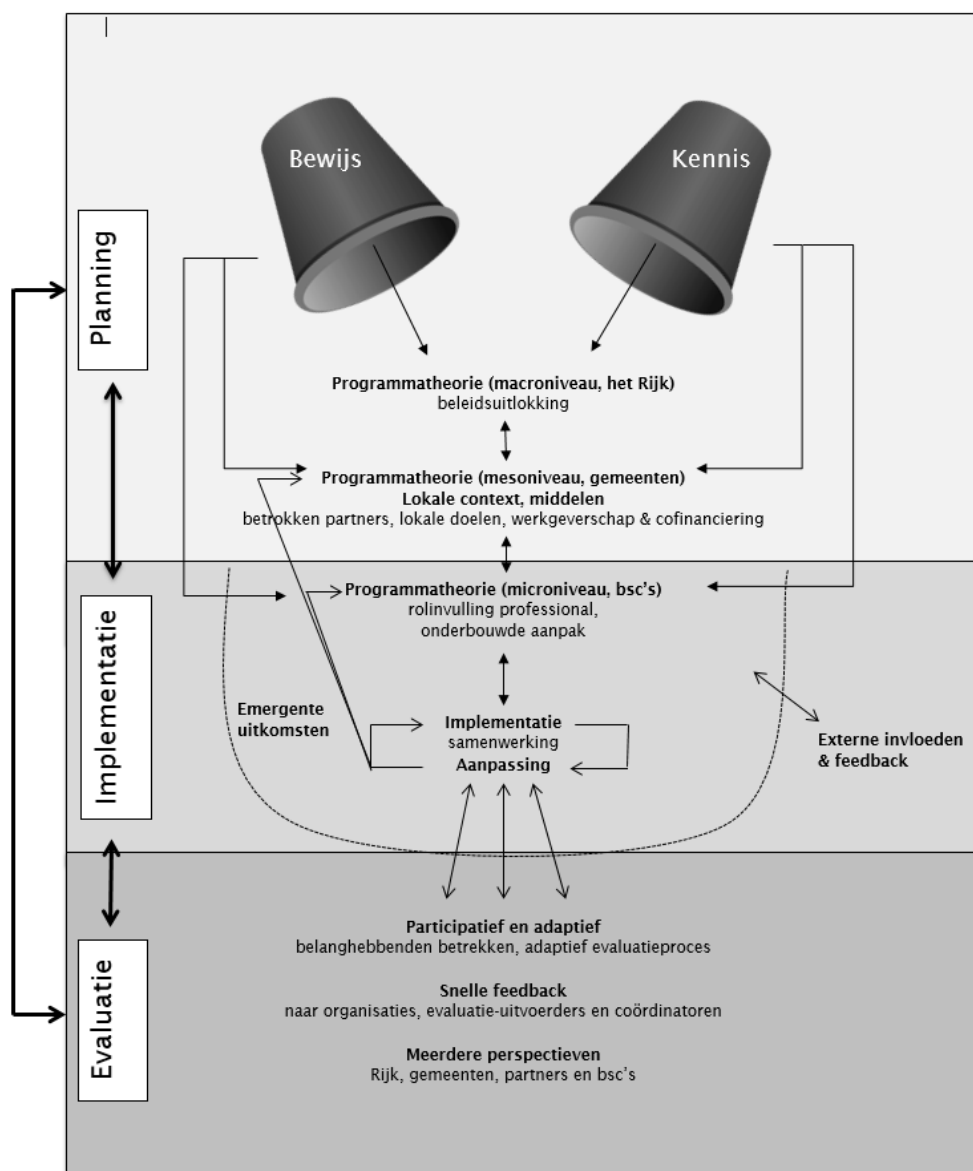 Bewijs
Kennis
Planning
Programmatheorie (macroniveau, het Rijk)
beleidsuitlokking
Programmatheorie (mesoniveau, gemeenten)
Lokale context, middelen
betrokken partners, lokale doelen, werkgeverschap & cofinanciering
Implementatie
Programmatheorie (microniveau, bsc's)
rolinvulling professional,
onderbouwde aanpak
Emergente
uitkomsten
Implementatie
samenwerking
Aanpassing
Externe invloeden
& feedback
Evaluatie
Participatief en adaptief
belanghebbenden betrekken, adaptief evaluatieproces
Snelle feedback
naar organisaties, evaluatie-uitvoerders en coördinatoren
Meerdere perspectieven
Rijk, gemeenten, partners en bsc's